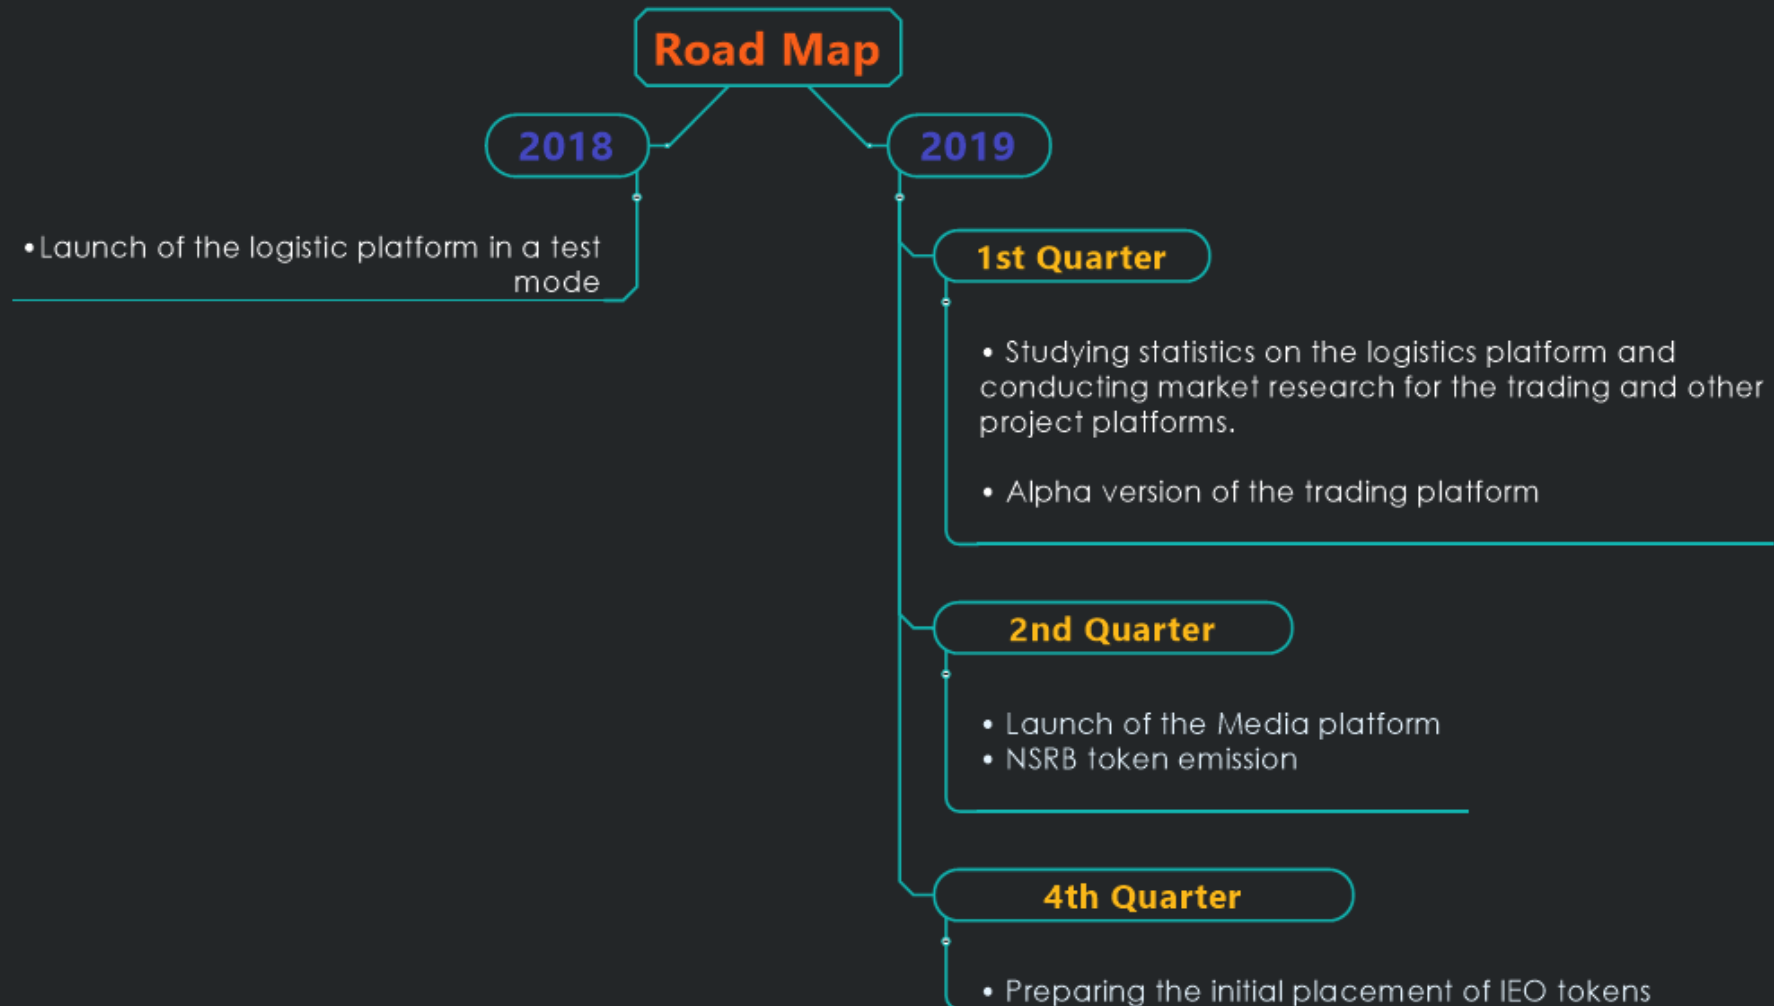 Road Map
2018
2019
•Launch of the logistic platform in a test
mode
1st Quarter
• Studying statistics on the logistics platform and
conducting market research for the trading and other
project platforms.
• Alpha version of the trading platform
2nd Quarter
• Launch of the Media platform
• NSRB token emission
4th Quarter
• Preparing the initial placement of IEO tokens